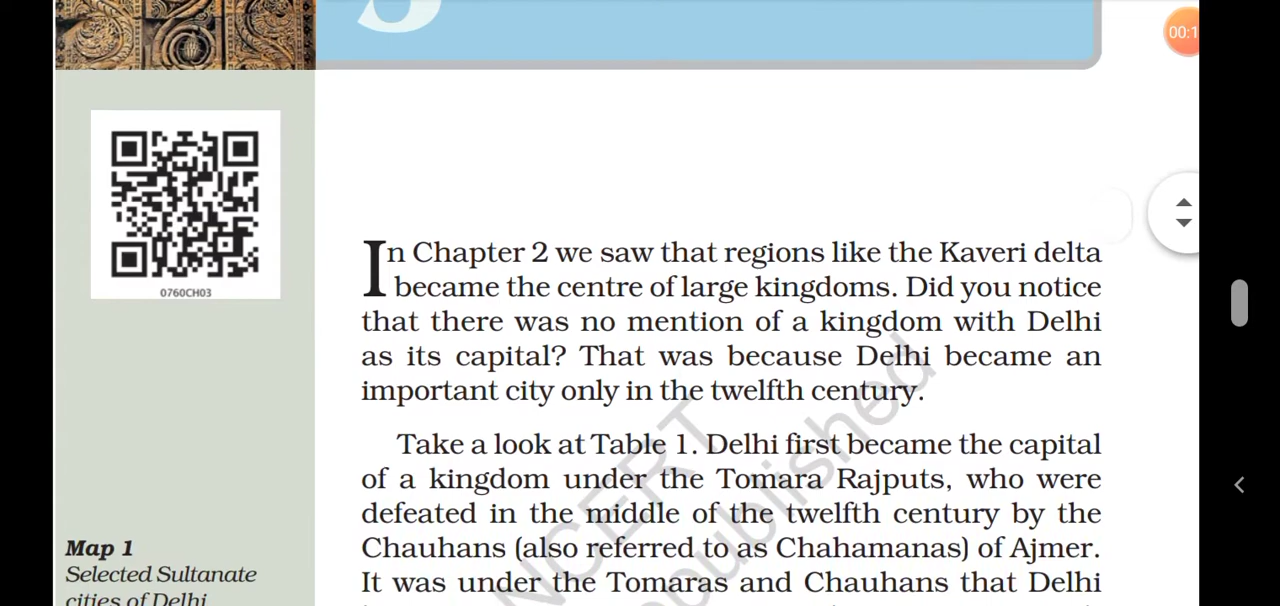 00:1
0760CH03
In Chapter 2 we saw that regions like the Kaveri delta
became the centre of large kingdoms. Did you notice
that there was no mention of a kingdom with Delhi
as its capital? That was because Delhi became an
important city only in the twelfth century.
Take a look at Table 1. Delhi first became the capital
of a kingdom under the Tomara Rajputs, who were
defeated in the middle of the twelfth century by the
Chauhans (also referred to as Chahamanas) of Ajmer.
It was under the Tomaras and Chauhans that Delhi
Map 1
Selected Sultanate
cities of Delhi
NCERT
published